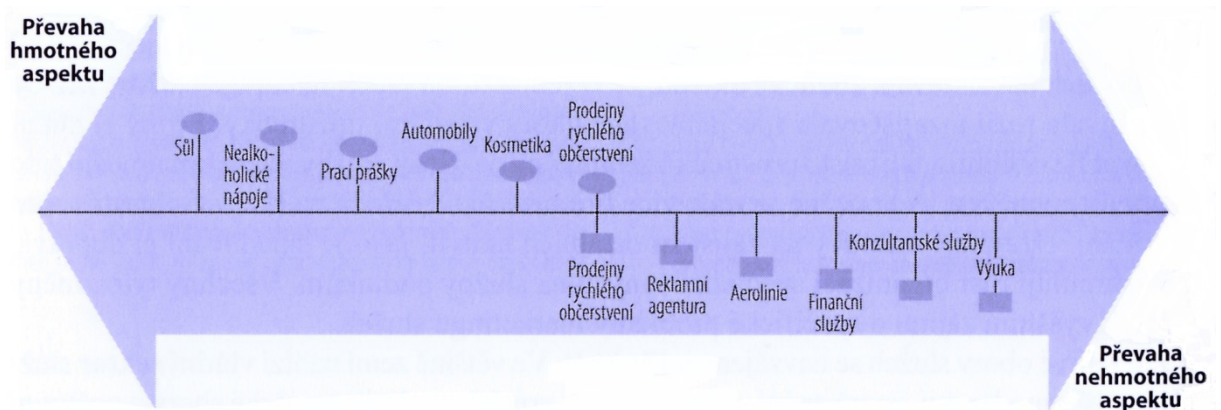 Převaha
hmotného
aspektu
Sůl
Nealko-
holické
nápoje
Prací prášky
Automobily
Kosmetika
Prodejny
rychlého
občerstvení
Prodejny
rychlého
občerstvení
Reklamní
agentura
Aerolinie
Finanční
služby
Konzultantské služby
Výuka
Převaha
nehmotného
aspektu